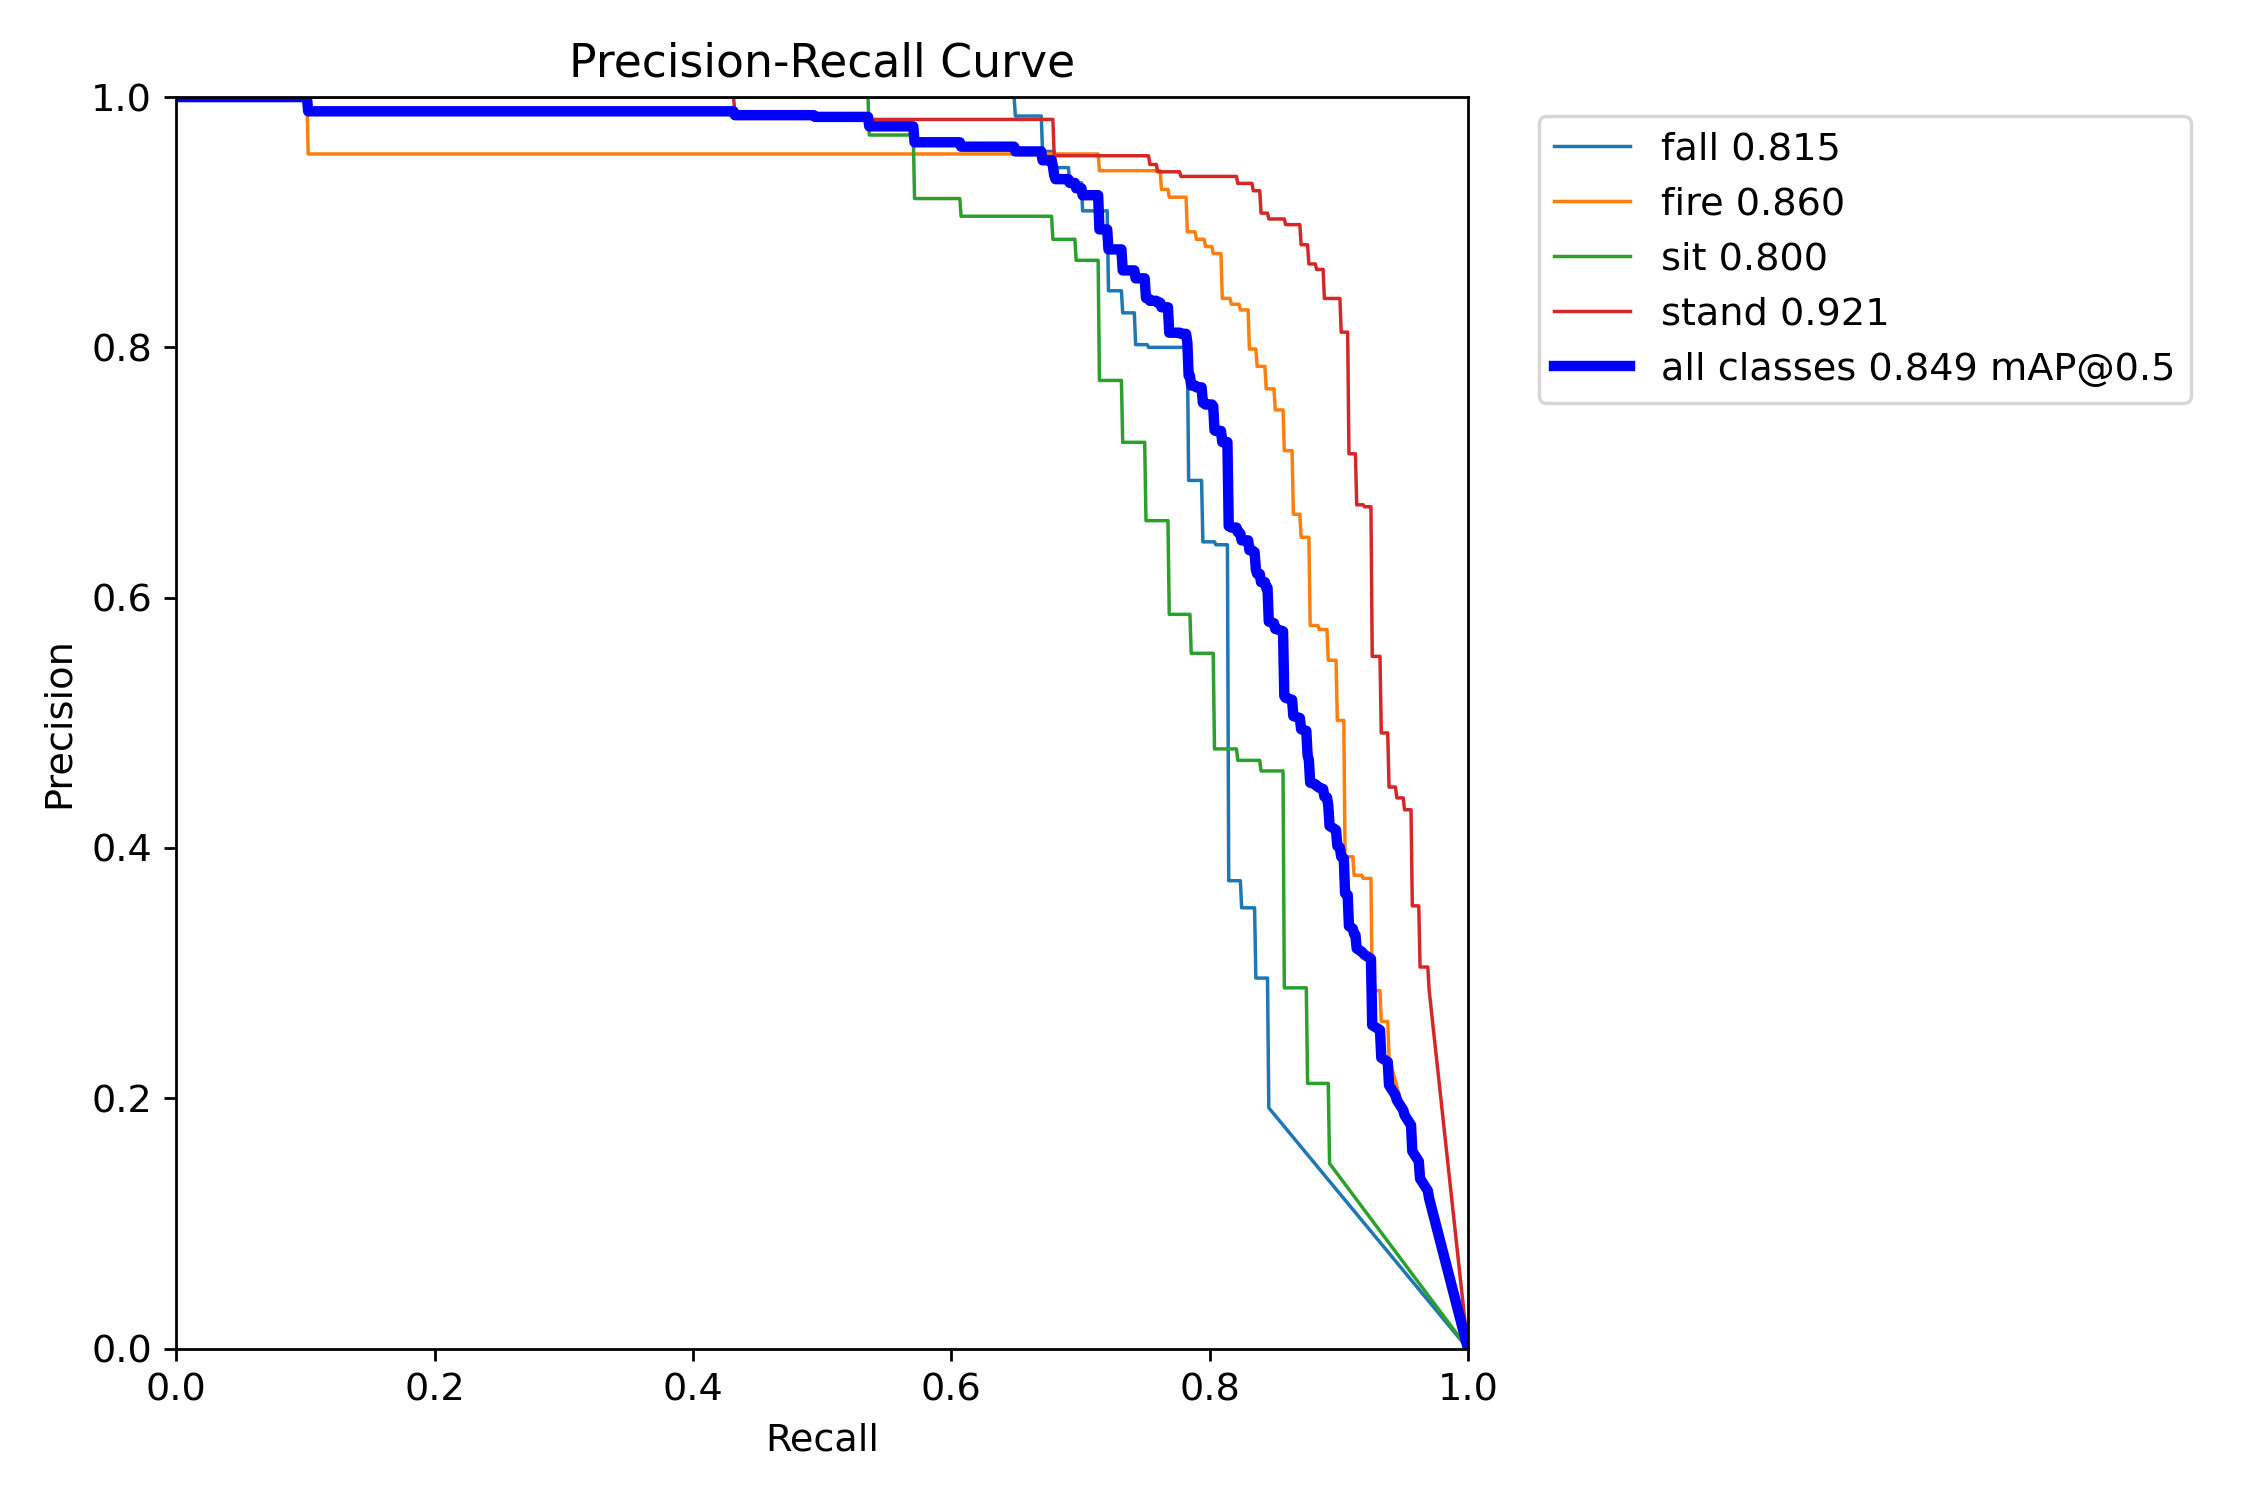 Precision-Recall Curve
1.0
0.8
0.6
0.4
0.2
0.0
Precision
0.0 0.2 0.4 0.6 0.8 1.0
Recall
fall 0.815
fire 0.860
sit 0.800
stand 0.921
all classes 0.849 mAP@0.5